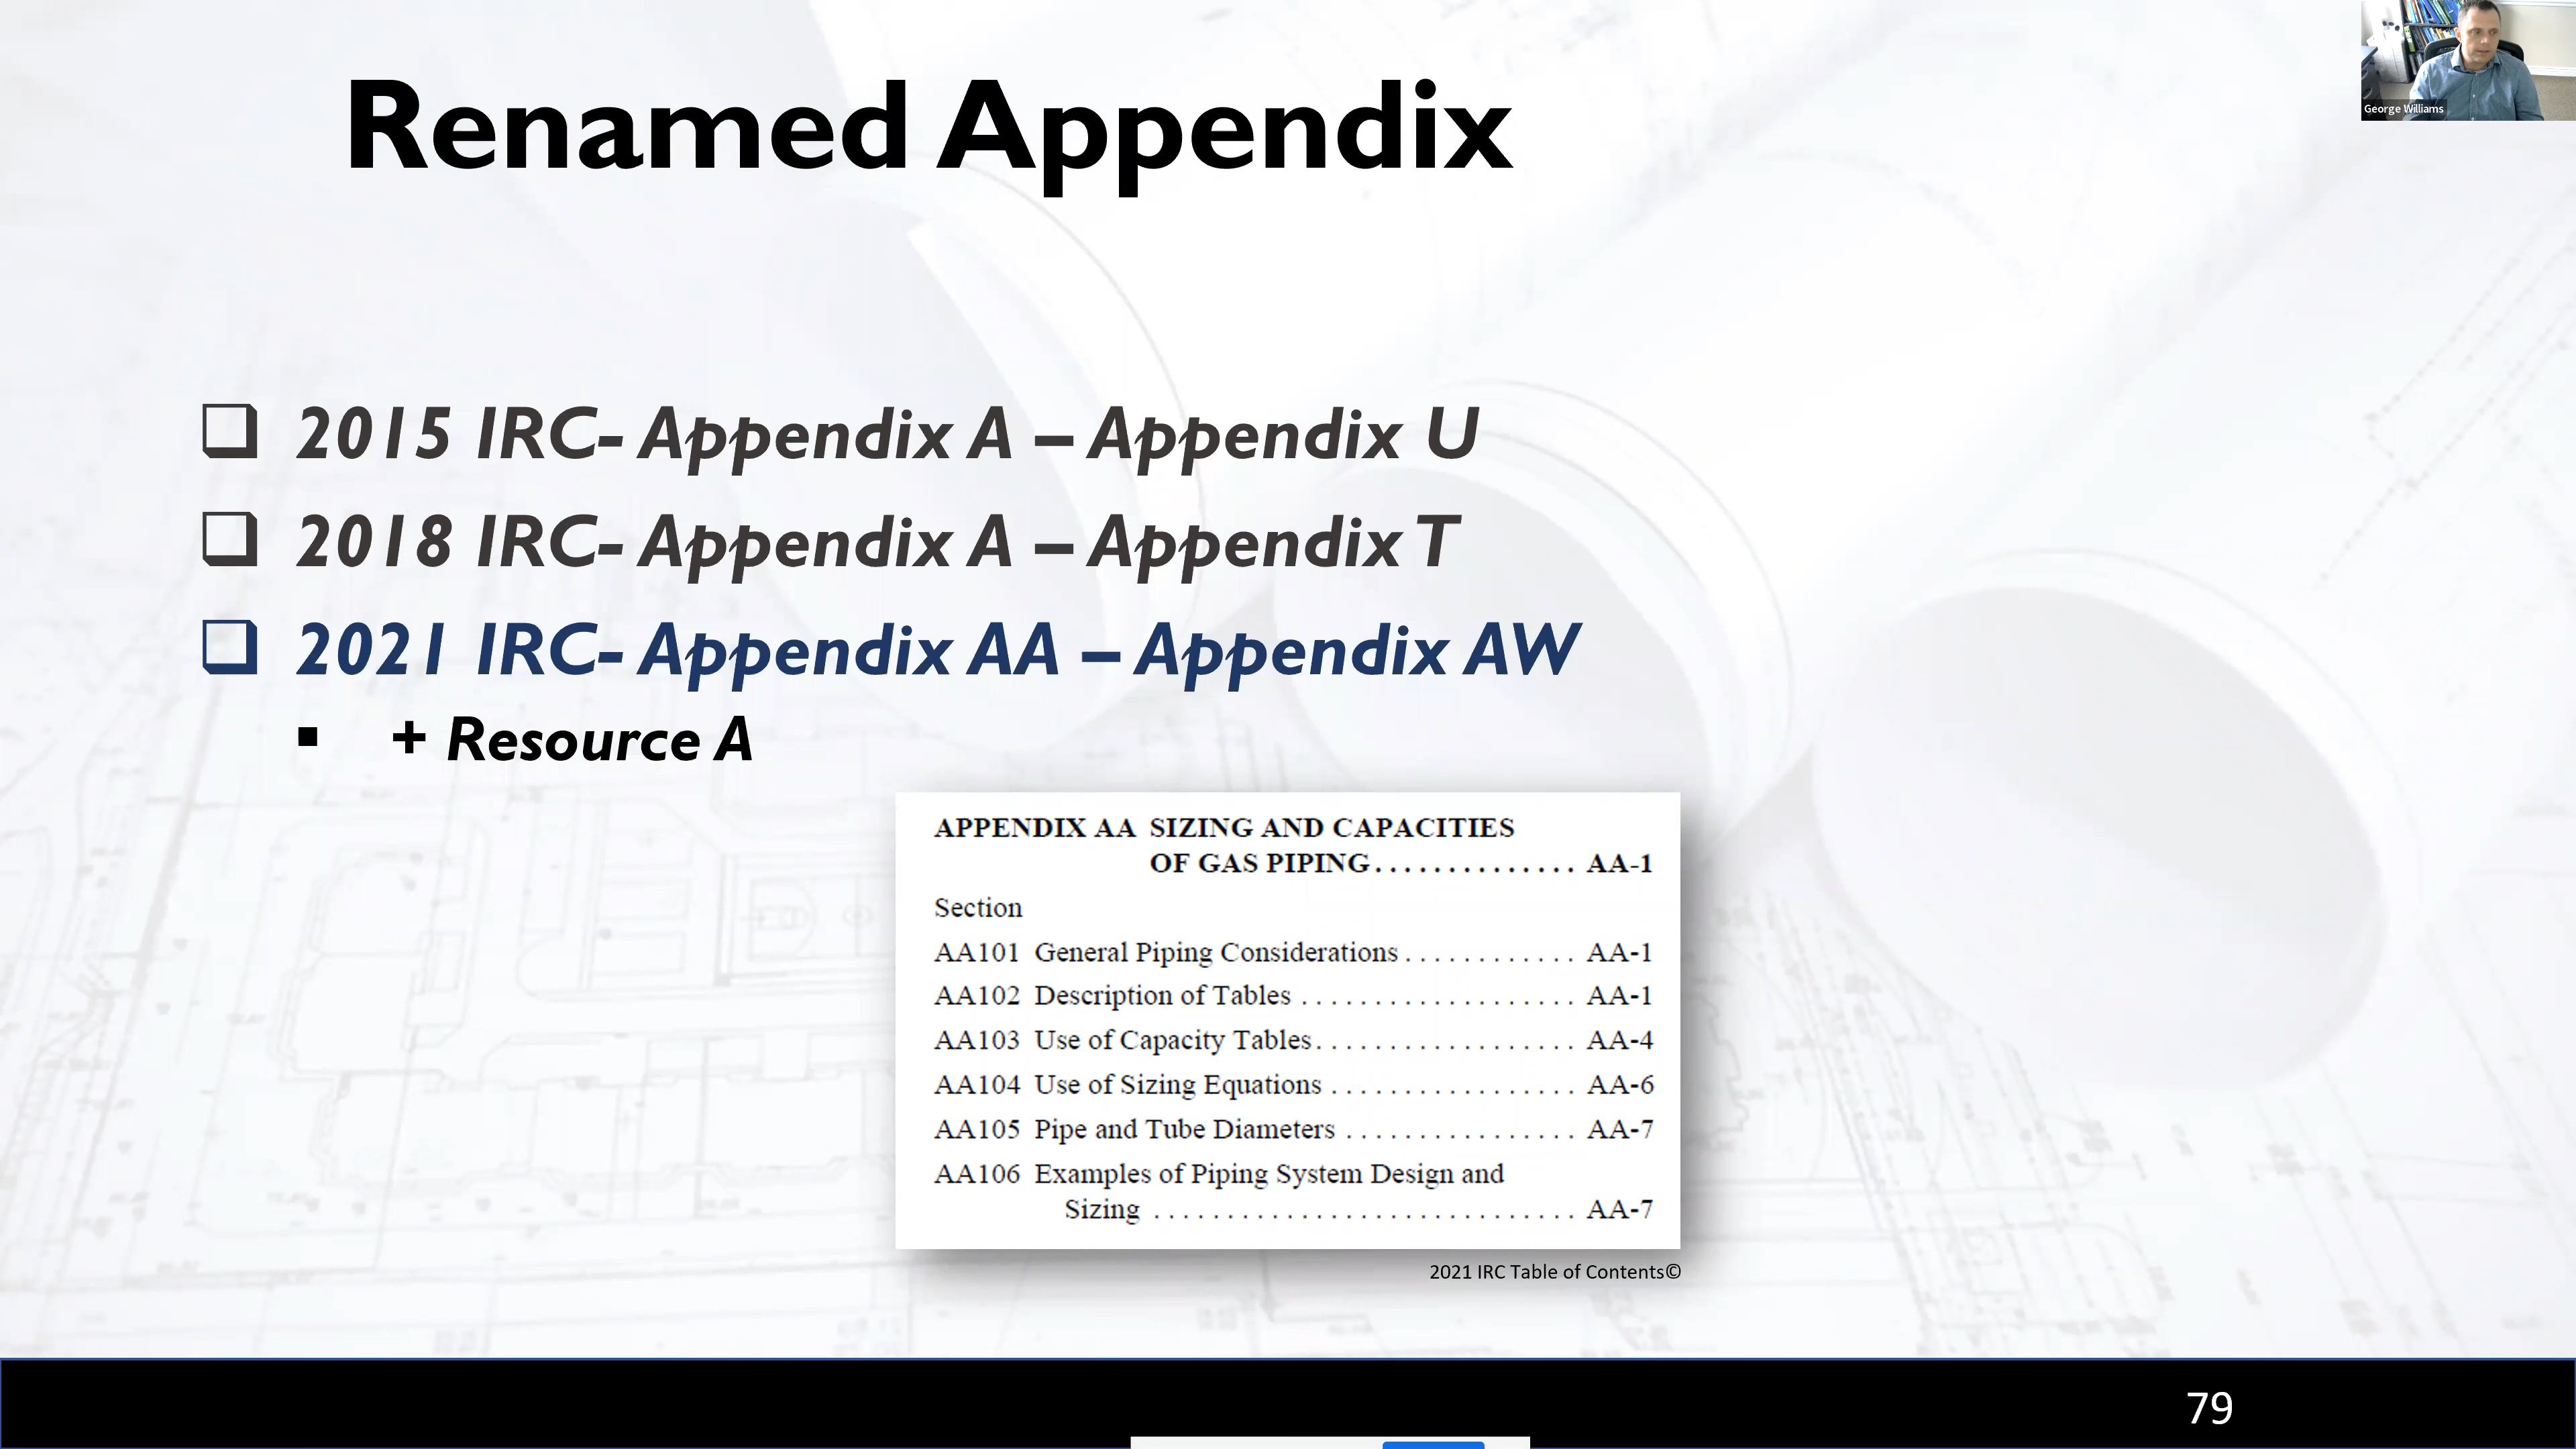 Renamed Appendix
George Williams
2015 IRC- Appendix A – Appendix U
2018 IRC- Appendix A – Appendix T
2021 IRC- Appendix AA – Appendix AW
+ Resource A
APPENDIX AA SIZING AND CAPACITIES
OF GAS PIPING.............. AA-1
Section
AA101 General Piping Considerations............ AA-1
AA102 Description of Tables ................... AA-1
AA103 Use of Capacity Tables.................. AA-4
AA104 Use of Sizing Equations ................. AA-6
AA105 Pipe and Tube Diameters ................ AA-7
AA106 Examples of Piping System Design and
Sizing ............................. AA-7
2021 IRC Table of Contents©
79